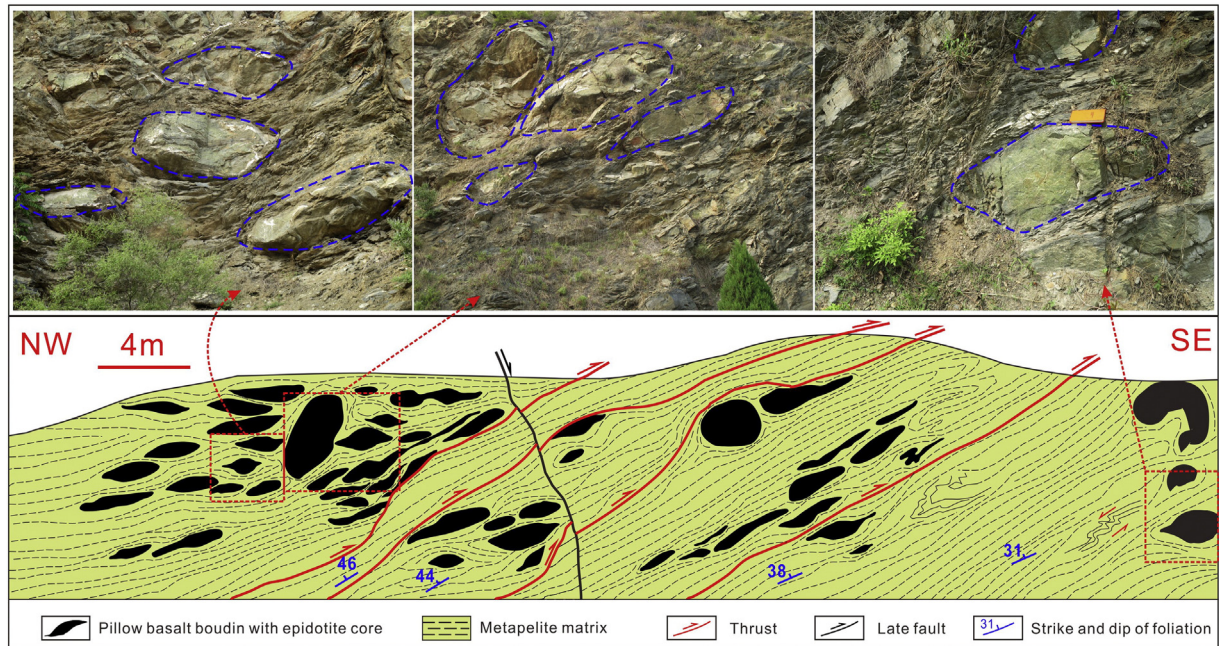 NW
4m
SE
46
44
38
31
Pillow basalt boudin with epidotite core
Metapelite matrix
Thrust
Late fault
31
Strike and dip of foliation